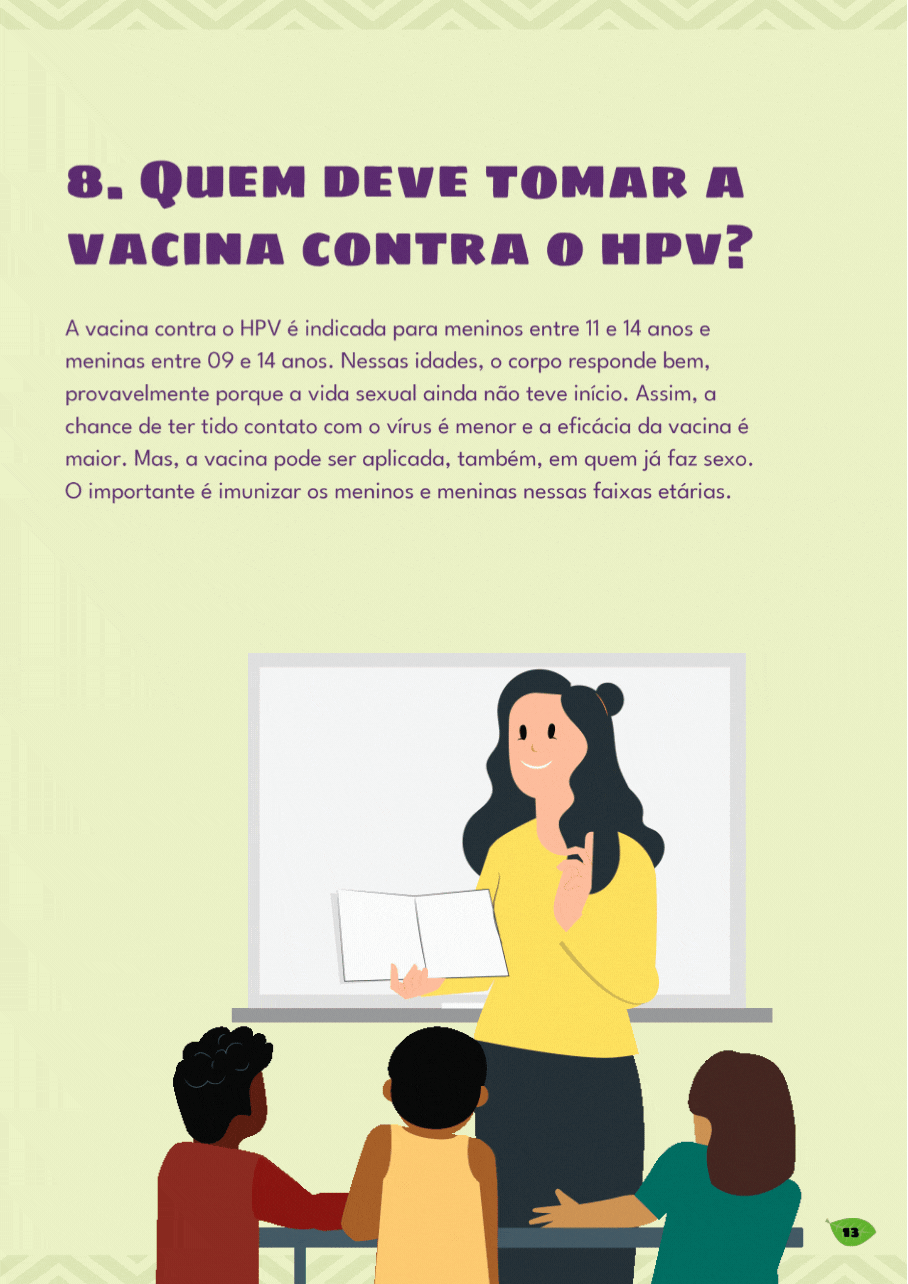 8. Quem deve tomar a
vacina contra o HPV?
A vacina contra o HPV é indicada para meninos entre 11 e 14 anos e
meninas entre 09 e 14 anos. Nessas idades, o corpo responde bem,
provavelmente porque a vida sexual ainda não teve início. Assim, a
chance de ter tido contato com o vírus é menor e a eficácia da vacina é
maior. Mas, a vacina pode ser aplicada, também, em quem já faz sexo.
O importante é imunizar os meninos e meninas nessas faixas etárias.
13